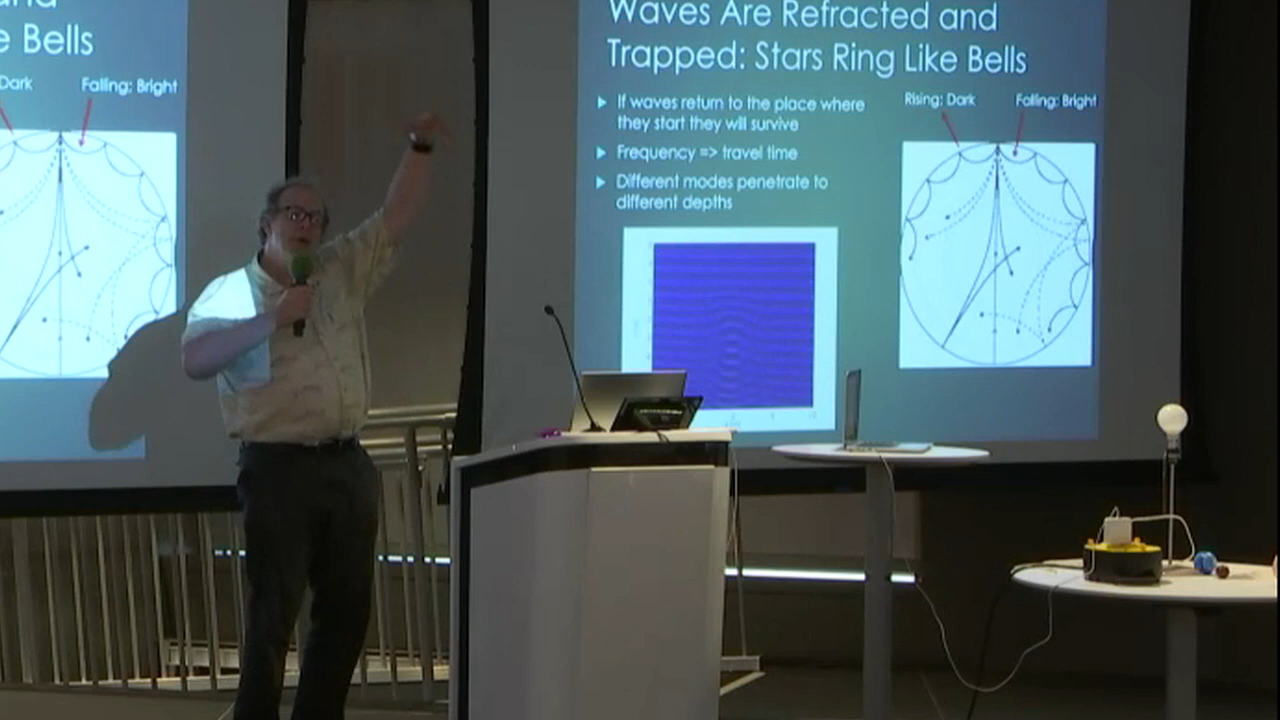 and
e Bells
Dark
Falling: Bright
Waves Are Refracted and
Trapped: Stars Ring Like Bells
If waves return to the place where
they start they will survive
Frequency => travel time
Different modes penetrate to
different depths
Rising: Dark
Falling: Bright